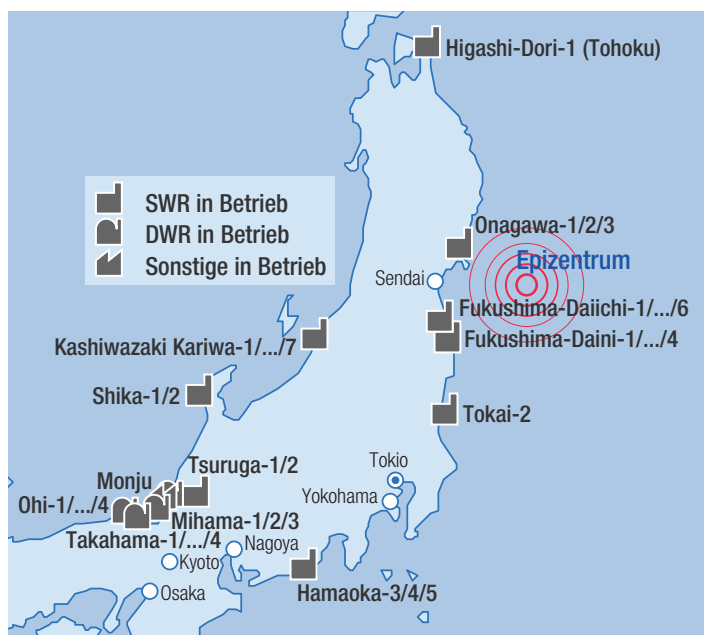 Higashi-Dori-1 (Tohoku)
SWR in Betrieb
DWR in Betrieb
Sonstige in Betrieb
Onagawa-1/2/3
Epizentrum
Sendai
Fukushima-Daiichi-1/.../6
Fukushima-Daini-1/.../4
Kashiwazaki Kariwa-1/.../7
Shika-1/2
Tokai-2
Tsuruga-1/2
Tokio
Monju
Yokohama
Ohi-1/.../4
Mihama-1/2/3
Takahama-1/.../4
Nagoya
Kyoto
Hamaoka-3/4/5
Osaka